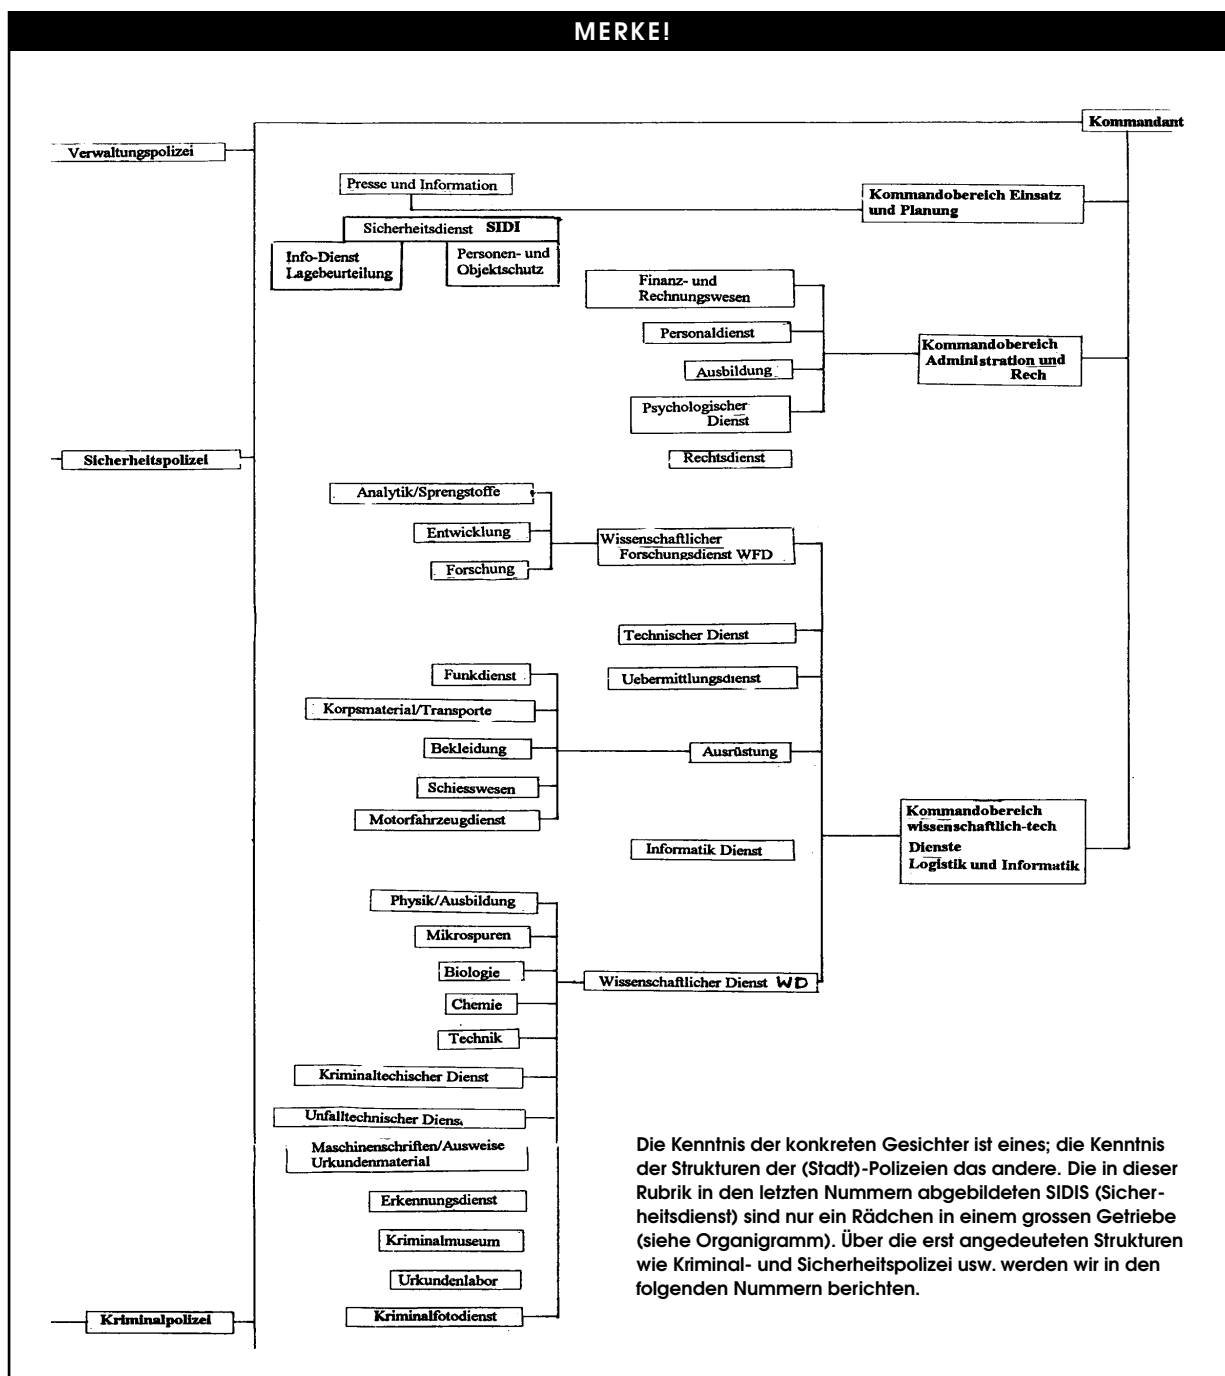 MERKE!
Kommandant
Verwaltungspolizei
Presse und Information
Kommandobereich Einsatz
und Planung
Sicherheitsdienst SIDI
Info-Dienst
Lagebeurteilung
Personen- und
Objektschutz
Finanz- und
Rechnungswesen
Personaldienst
Kommandobereich
Administration und
Rech
Ausbildung
Psychologischer
Dienst
Sicherheitspolizei
Rechtsdienst
Analytik/Sprengstoffe
Entwicklung
Wissenschaftlicher
Forschungsdienst WFD
Forschung
Technischer Dienst
Funkdienst
Uebermittlungsdienst
Korpsmaterial/Transporte
Bekleidung
Ausrüstung
Schiesswesen
Motorfahrzeugdienst
Kommandobereich
wissenschaftlich-tech
Dienste
Logistik und Informatik
Informatik Dienst
Physik/Ausbildung
Mikrospuren
Biologie
Wissenschaftlicher Dienst WD
Chemie
Technik
Kriminaltechischer Dienst
Unfalltechnischer Diens
Maschinenschriften/Ausweise
Urkundenmaterial
Erkennungsdienst
Kriminalmuseum
Urkundenlabor
Kriminalfotodienst
Kriminalpolizei
Die Kenntnis der konkreten Gesichter ist eines; die Kenntnis
der Strukturen der (Stadt)-Polizeien das andere. Die in dieser
Rubrik in den letzten Nummern abgebildeten SIDIS (Sicher-
heitsdienst) sind nur ein Rädchen in einem grossen Getriebe
(siehe Organigramm). Über die erst angedeuteten Strukturen
wie Kriminal- und Sicherheitspolizei usw. werden wir in den
folgenden Nummern berichten.